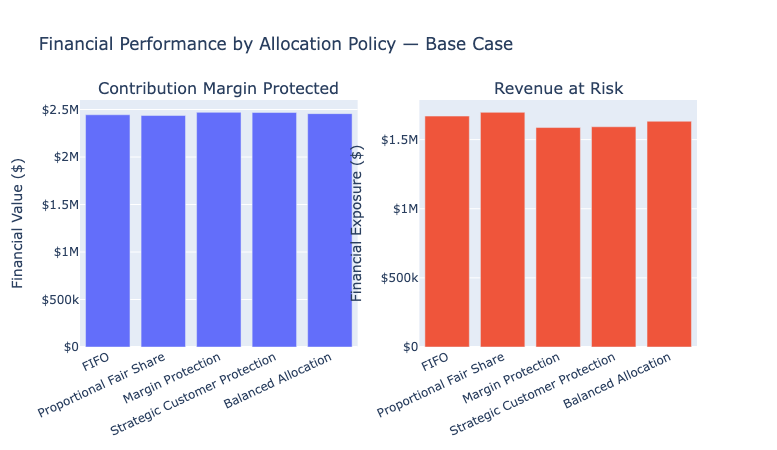 Financial Performance by Allocation Policy — Base Case
Contribution Margin Protected
Financial Value ($)
$2.5M
$2M
$1.5M
$1M
$500k
$0
FIFO
Proportional Fair Share
Margin Protection
Strategic Customer Protection
Balanced Allocation
Revenue at Risk
Financial Exposure ($)
$1.5M
$1M
$500k
$0
FIFO
Proportional Fair Share
Margin Protection
Strategic Customer Protection
Balanced Allocation